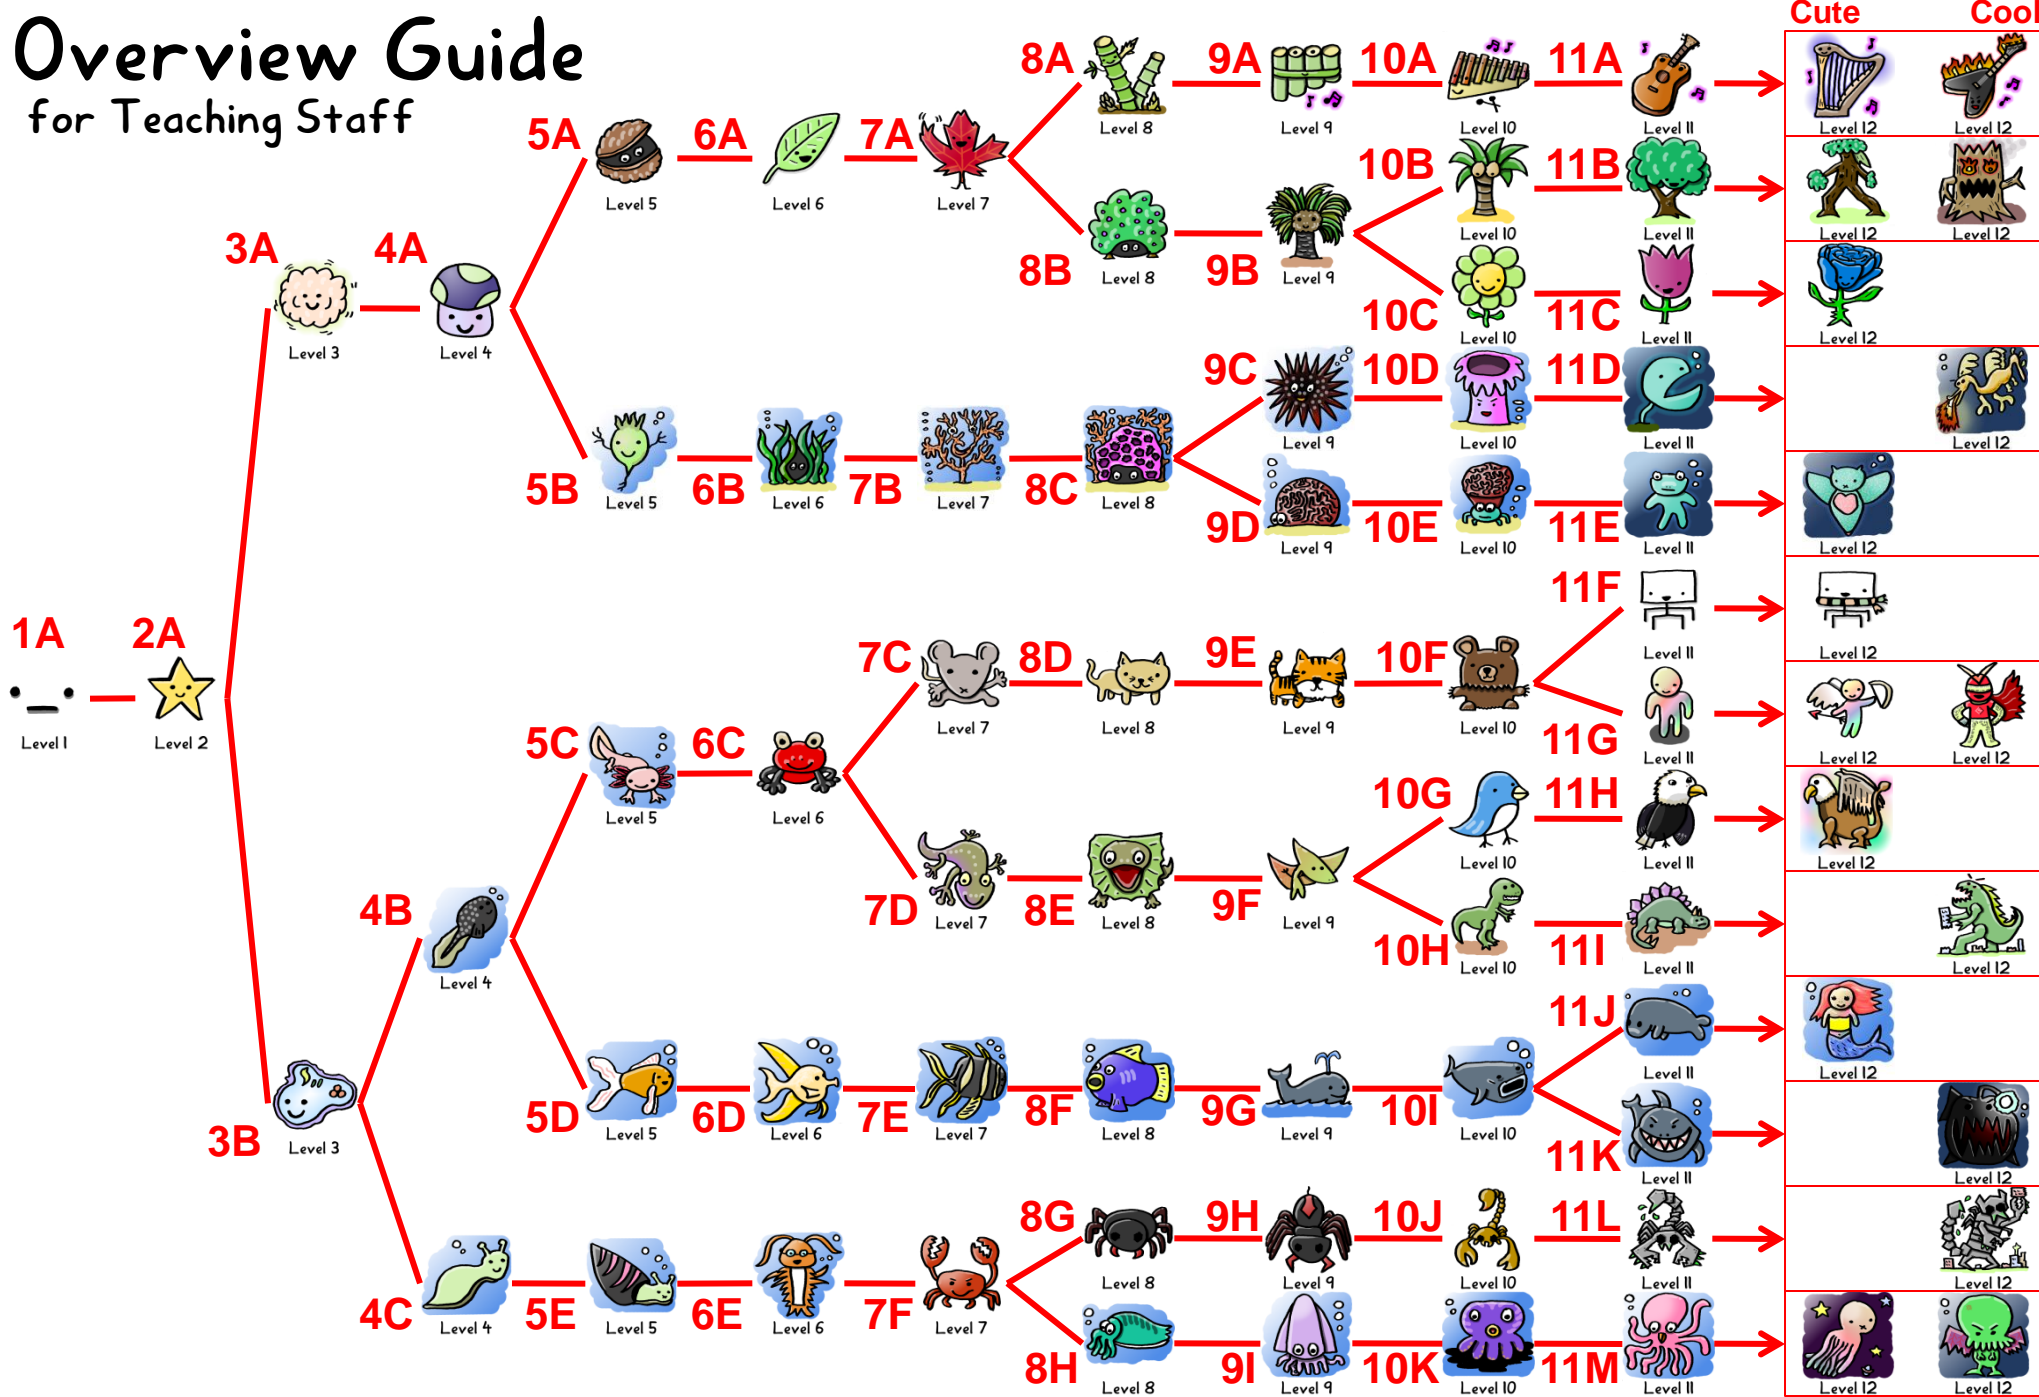 Overview Guide
for Teaching Staff
Cute Cool
8A 9A 10A 11A
Level 8 Level 9 Level 10 Level 11 Level 12 Level 12
5A 6A 7A
10B 11B
Level 5 Level 6 Level 7
Level 10 Level 11 Level 12 Level 12
8B 9B
Level 8 Level 9
3A 4A
10C 11C
Level 10 Level 11 Level 12
Level 3 Level 4
9C 10D 11D
Level 9 Level 10 Level 11 Level 12
5B 6B 7B 8C
Level 5 Level 6 Level 7 Level 8
9D 10E 11E
Level 9 Level 10 Level 11 Level 12
11F
1A 2A
Level 11 Level 12
7C 8D 9E 10F
Level 7 Level 8 Level 9 Level 10
Level 1 Level 2
5C 6C
11G
Level 11 Level 12 Level 12
10G 11H
Level 5 Level 6
Level 10 Level 11 Level 12
4B
7D 8E 9F
Level 7 Level 8 Level 9
10H 11I
Level 10 Level 11 Level 12
Level 4
11J
Level 11 Level 12
5D 6D 7E 8F 9G 10I
Level 5 Level 6 Level 7 Level 8 Level 9 Level 10
3B
Level 3
11K
Level 11 Level 12
8G 9H 10J 11L
Level 8 Level 9 Level 10 Level 11 Level 12
4C 5E 6E 7F
Level 4 Level 5 Level 6 Level 7
8H 9I 10K 11M
Level 8 Level 9 Level 10 Level 11 Level 12 Level 12